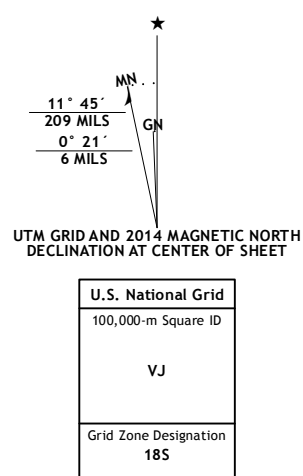 ★
MN
11° 45´
209 MILS
GN
0° 21´
6 MILS
UTM GRID AND 2014 MAGNETIC NORTH
DECLINATION AT CENTER OF SHEET
U.S. National Grid
100,000-m Square ID
VJ
Grid Zone Designation
18S